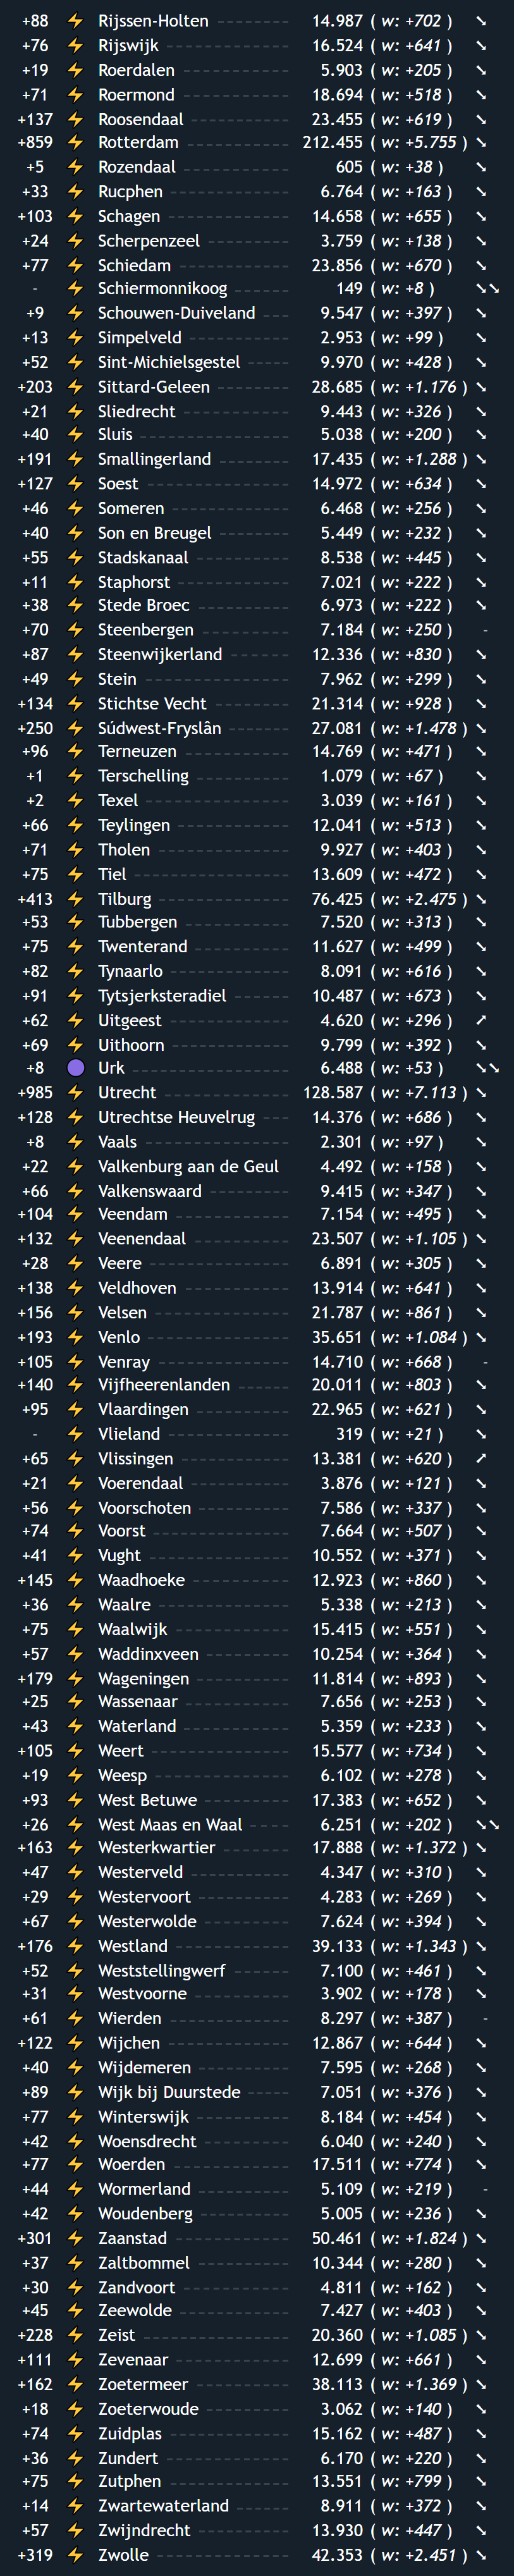 +88 ⚡ Rijssen-Holten 14.987 ( w: +702 ) ↘
+76 ⚡ Rijswijk 16.524 ( w: +641 ) ↘
+19 ⚡ Roerdalen 5.903 ( w: +205 ) ↘
+71 ⚡ Roermond 18.694 ( w: +518 ) ↘
+137 ⚡ Roosendaal 23.455 ( w: +619 ) ↘
+859 ⚡ Rotterdam 212.455 ( w: +5.755 ) ↘
+5 ⚡ Rozendaal 605 ( w: +38 ) ↘
+33 ⚡ Rucphen 6.764 ( w: +163 ) ↘
+103 ⚡ Schagen 14.658 ( w: +655 ) ↘
+24 ⚡ Scherpenzeel 3.759 ( w: +138 ) ↘
+77 ⚡ Schiedam 23.856 ( w: +670 ) ↘
- ⚡ Schiermonnikoog 149 ( w: +8 ) ↘↘
+9 ⚡ Schouwen-Duiveland 9.547 ( w: +397 ) ↘
+13 ⚡ Simpelveld 2.953 ( w: +99 ) ↘
+52 ⚡ Sint-Michielsgestel 9.970 ( w: +428 ) ↘
+203 ⚡ Sittard-Geleen 28.685 ( w: +1.176 ) ↘
+21 ⚡ Sliedrecht 9.443 ( w: +326 ) ↘
+40 ⚡ Sluis 5.038 ( w: +200 ) ↘
+191 ⚡ Smallingerland 17.435 ( w: +1.288 ) ↘
+127 ⚡ Soest 14.972 ( w: +634 ) ↘
+46 ⚡ Someren 6.468 ( w: +256 ) ↘
+40 ⚡ Son en Breugel 5.449 ( w: +232 ) ↘
+55 ⚡ Stadskanaal 8.538 ( w: +445 ) ↘
+11 ⚡ Staphorst 7.021 ( w: +222 ) ↘
+38 ⚡ Stede Broec 6.973 ( w: +222 ) ↘
+70 ⚡ Steenbergen 7.184 ( w: +250 ) -
+87 ⚡ Steenwijkerland 12.336 ( w: +830 ) ↘
+49 ⚡ Stein 7.962 ( w: +299 ) ↘
+134 ⚡ Stichtse Vecht 21.314 ( w: +928 ) ↘
+250 ⚡ Súdwest-Fryslân 27.081 ( w: +1.478 ) ↘
+96 ⚡ Terneuzen 14.769 ( w: +471 ) ↘
+1 ⚡ Terschelling 1.079 ( w: +67 ) ↘
+2 ⚡ Texel 3.039 ( w: +161 ) ↘
+66 ⚡ Teylingen 12.041 ( w: +513 ) ↘
+71 ⚡ Tholen 9.927 ( w: +403 ) ↘
+75 ⚡ Tiel 13.609 ( w: +472 ) ↘
+413 ⚡ Tilburg 76.425 ( w: +2.475 ) ↘
+53 ⚡ Tubbergen 7.520 ( w: +313 ) ↘
+75 ⚡ Twenterand 11.627 ( w: +499 ) ↘
+82 ⚡ Tynaarlo 8.091 ( w: +616 ) ↘
+91 ⚡ Tytsjerksteradiel 10.487 ( w: +673 ) ↘
+62 ⚡ Uitgeest 4.620 ( w: +296 ) ↗
+69 ⚡ Uithoorn 9.799 ( w: +392 ) ↘
+8 🟣 Urk 6.488 ( w: +53 ) ↘↘
+985 ⚡ Utrecht 128.587 ( w: +7.113 ) ↘
+128 ⚡ Utrechtse Heuvelrug 14.376 ( w: +686 ) ↘
+8 ⚡ Vaals 2.301 ( w: +97 ) ↘
+22 ⚡ Valkenburg aan de Geul 4.492 ( w: +158 ) ↘
+66 ⚡ Valkenswaard 9.415 ( w: +347 ) ↘
+104 ⚡ Veendam 7.154 ( w: +495 ) ↘
+132 ⚡ Veenendaal 23.507 ( w: +1.105 ) ↘
+28 ⚡ Veere 6.891 ( w: +305 ) ↘
+138 ⚡ Veldhoven 13.914 ( w: +641 ) ↘
+156 ⚡ Velsen 21.787 ( w: +861 ) ↘
+193 ⚡ Venlo 35.651 ( w: +1.084 ) ↘
+105 ⚡ Venray 14.710 ( w: +668 ) -
+140 ⚡ Vijfheerenlanden 20.011 ( w: +803 ) ↘
+95 ⚡ Vlaardingen 22.965 ( w: +621 ) ↘
- ⚡ Vlieland 319 ( w: +21 ) ↘
+65 ⚡ Vlissingen 13.381 ( w: +620 ) ↗
+21 ⚡ Voerendaal 3.876 ( w: +121 ) ↘
+56 ⚡ Voorschoten 7.586 ( w: +337 ) ↘
+74 ⚡ Voorst 7.664 ( w: +507 ) ↘
+41 ⚡ Vught 10.552 ( w: +371 ) ↘
+145 ⚡ Waadhoeke 12.923 ( w: +860 ) ↘
+36 ⚡ Waalre 5.338 ( w: +213 ) ↘
+75 ⚡ Waalwijk 15.415 ( w: +551 ) ↘
+57 ⚡ Waddinxveen 10.254 ( w: +364 ) ↘
+179 ⚡ Wageningen 11.814 ( w: +893 ) ↘
+25 ⚡ Wassenaar 7.656 ( w: +253 ) ↘
+43 ⚡ Waterland 5.359 ( w: +233 ) ↘
+105 ⚡ Weert 15.577 ( w: +734 ) ↘
+19 ⚡ Weesp 6.102 ( w: +278 ) ↘
+93 ⚡ West Betuwe 17.383 ( w: +652 ) ↘
+26 ⚡ West Maas en Waal 6.251 ( w: +202 ) ↘↘
+163 ⚡ Westerkwartier 17.888 ( w: +1.372 ) ↘
+47 ⚡ Westerveld 4.347 ( w: +310 ) ↘
+29 ⚡ Westervoort 4.283 ( w: +269 ) ↘
+67 ⚡ Westerwolde 7.624 ( w: +394 ) ↘
+176 ⚡ Westland 39.133 ( w: +1.343 ) ↘
+52 ⚡ Weststellingwerf 7.100 ( w: +461 ) ↘
+31 ⚡ Westvoorne 3.902 ( w: +178 ) ↘
+61 ⚡ Wierden 8.297 ( w: +387 ) -
+122 ⚡ Wijchen 12.867 ( w: +644 ) ↘
+40 ⚡ Wijdemeren 7.595 ( w: +268 ) ↘
+89 ⚡ Wijk bij Duurstede 7.051 ( w: +376 ) ↘
+77 ⚡ Winterswijk 8.184 ( w: +454 ) ↘
+42 ⚡ Woensdrecht 6.040 ( w: +240 ) ↘
+77 ⚡ Woerden 17.511 ( w: +774 ) ↘
+44 ⚡ Wormerland 5.109 ( w: +219 ) -
+42 ⚡ Woudenberg 5.005 ( w: +236 ) ↘
+301 ⚡ Zaanstad 50.461 ( w: +1.824 ) ↘
+37 ⚡ Zaltbommel 10.344 ( w: +280 ) ↘
+30 ⚡ Zandvoort 4.811 ( w: +162 ) ↘
+45 ⚡ Zeewolde 7.427 ( w: +403 ) ↘
+228 ⚡ Zeist 20.360 ( w: +1.085 ) ↘
+111 ⚡ Zevenaar 12.699 ( w: +661 ) ↘
+162 ⚡ Zoetermeer 38.113 ( w: +1.369 ) ↘
+18 ⚡ Zoeterwoude 3.062 ( w: +140 ) ↘
+74 ⚡ Zuidplas 15.162 ( w: +487 ) ↘
+36 ⚡ Zundert 6.170 ( w: +220 ) ↘
+75 ⚡ Zutphen 13.551 ( w: +799 ) ↘
+14 ⚡ Zwartewaterland 8.911 ( w: +372 ) ↘
+57 ⚡ Zwijndrecht 13.930 ( w: +447 ) ↘
+319 ⚡ Zwolle 42.353 ( w: +2.451 ) ↘